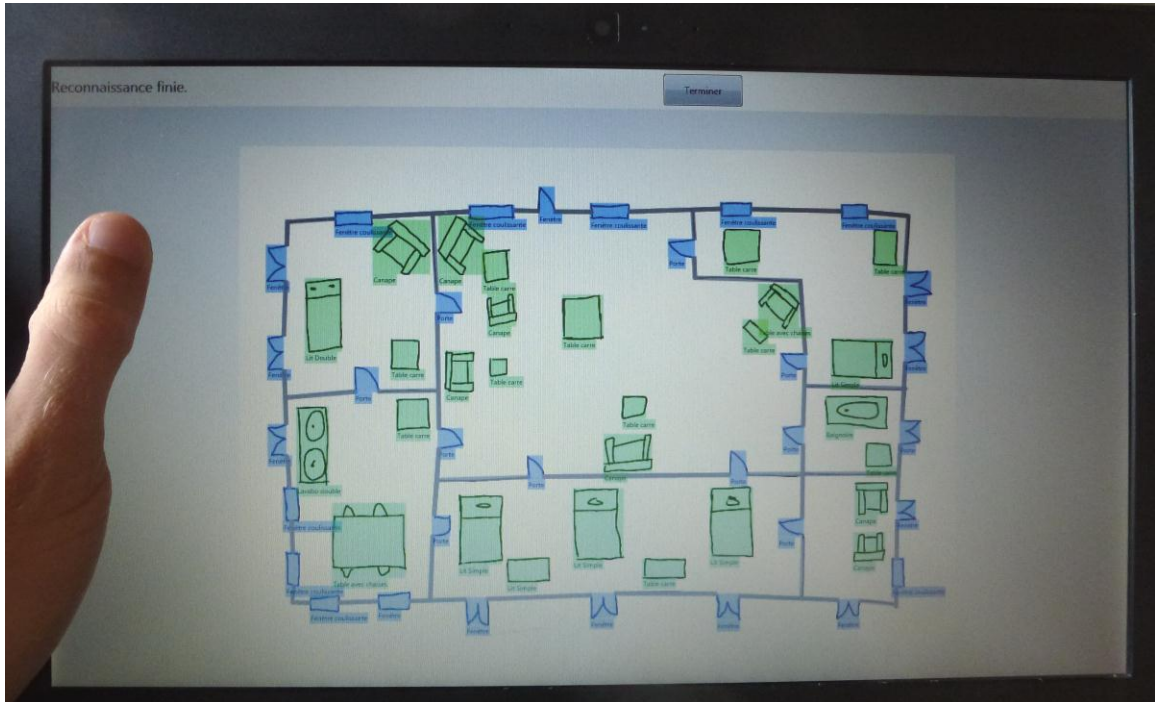 Reconnaissance finie.
Terminer
Fenêtre
Fenêtre coulissante
Fenêtre coulissante
Fenêtre coulissante
Fenêtre coulissante
Fenêtre coulissante
Porte
Table carre
Table carre
Canape
Canape
Fenêtre
Table carre
Fenêtre
Porte
Canape
Table avec chaises
Table carre
Table carre
Lit Double
Fenêtre
Table carre
Porte
Fenêtre
Table carre
Lit Simple
Porte
Canape
Table carre
Baignoire
Table carre
Porte
Porte
Porte
Fenêtre
Table carre
Canape
Porte
Porte
Lavabo double
Canape
Fenêtre coulissante
Fenêtre
Porte
Porte
Lit Simple
Lit Simple
Lit Simple
Canape
Table avec chaises
Lit Simple
Table carre
Fenêtre coulissante
Fenêtre coulissante
Fenêtre coulissante
Fenêtre
Fenêtre
Fenêtre
Fenêtre
Fenêtre